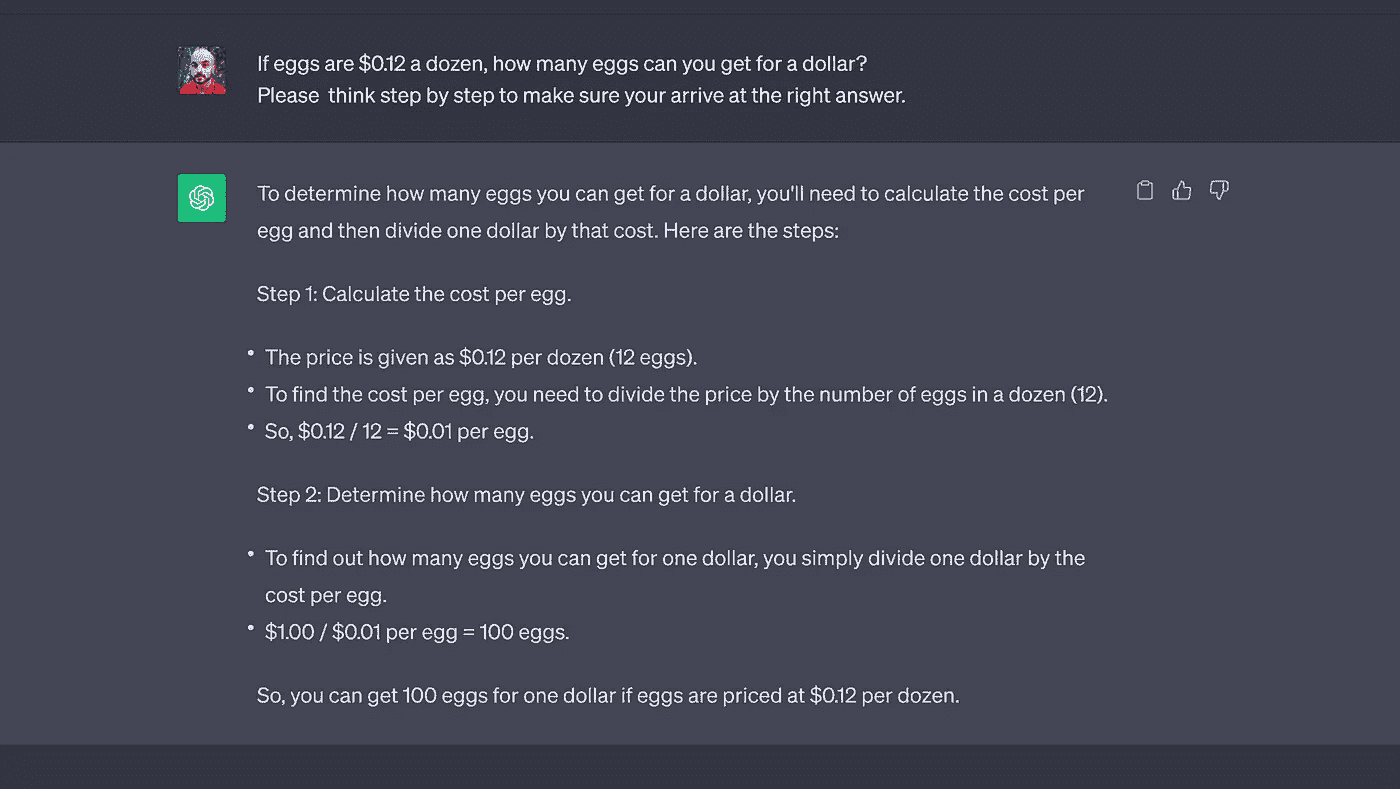 If eggs are $0.12 a dozen, how many eggs can you get for a dollar?
Please think step by step to make sure your arrive at the right answer.
To determine how many eggs you can get for a dollar, you'll need to calculate the cost per
egg and then divide one dollar by that cost. Here are the steps:
Step 1: Calculate the cost per egg.
• The price is given as $0.12 per dozen (12 eggs).
• To find the cost per egg, you need to divide the price by the number of eggs in a dozen (12).
• So, $0.12 / 12 = $0.01 per egg.
Step 2: Determine how many eggs you can get for a dollar.
• To find out how many eggs you can get for one dollar, you simply divide one dollar by the
cost per egg.
• $1.00 / $0.01 per egg = 100 eggs.
So, you can get 100 eggs for one dollar if eggs are priced at $0.12 per dozen.